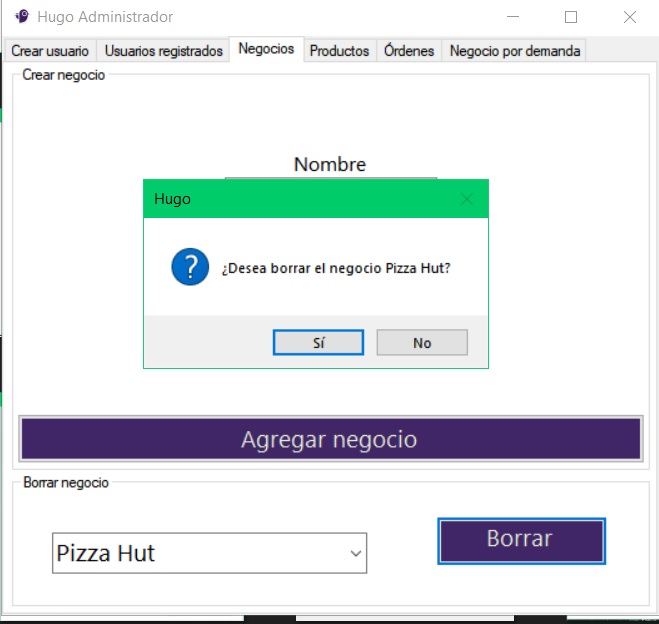 Hugo Administrador
Crear usuario Usuarios registrados Negocios Productos Órdenes Negocio por demanda
Crear negocio
Nombre
Hugo
¿Desea borrar el negocio Pizza Hut?
Sí No
Agregar negocio
Borrar negocio
Pizza Hut
Borrar